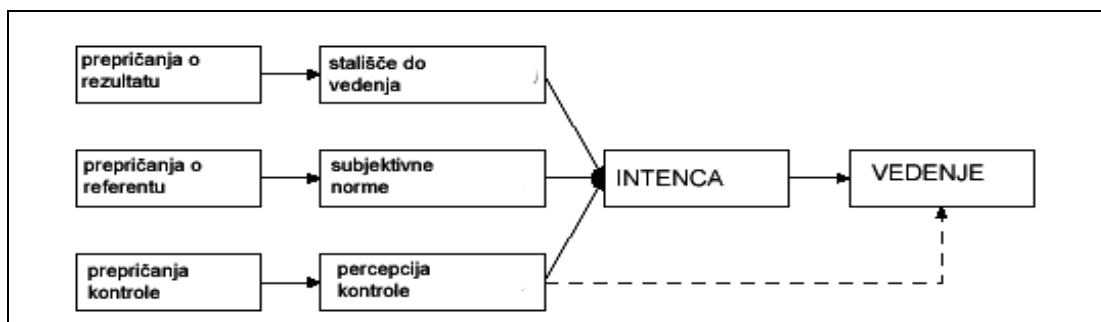 prepričanja o
rezultatu
stališče do
vedenja
prepričanja o
referentu
subjektivne
norme
INTENCA
VEDENJE
prepričanja
kontrole
percepcija
kontrole